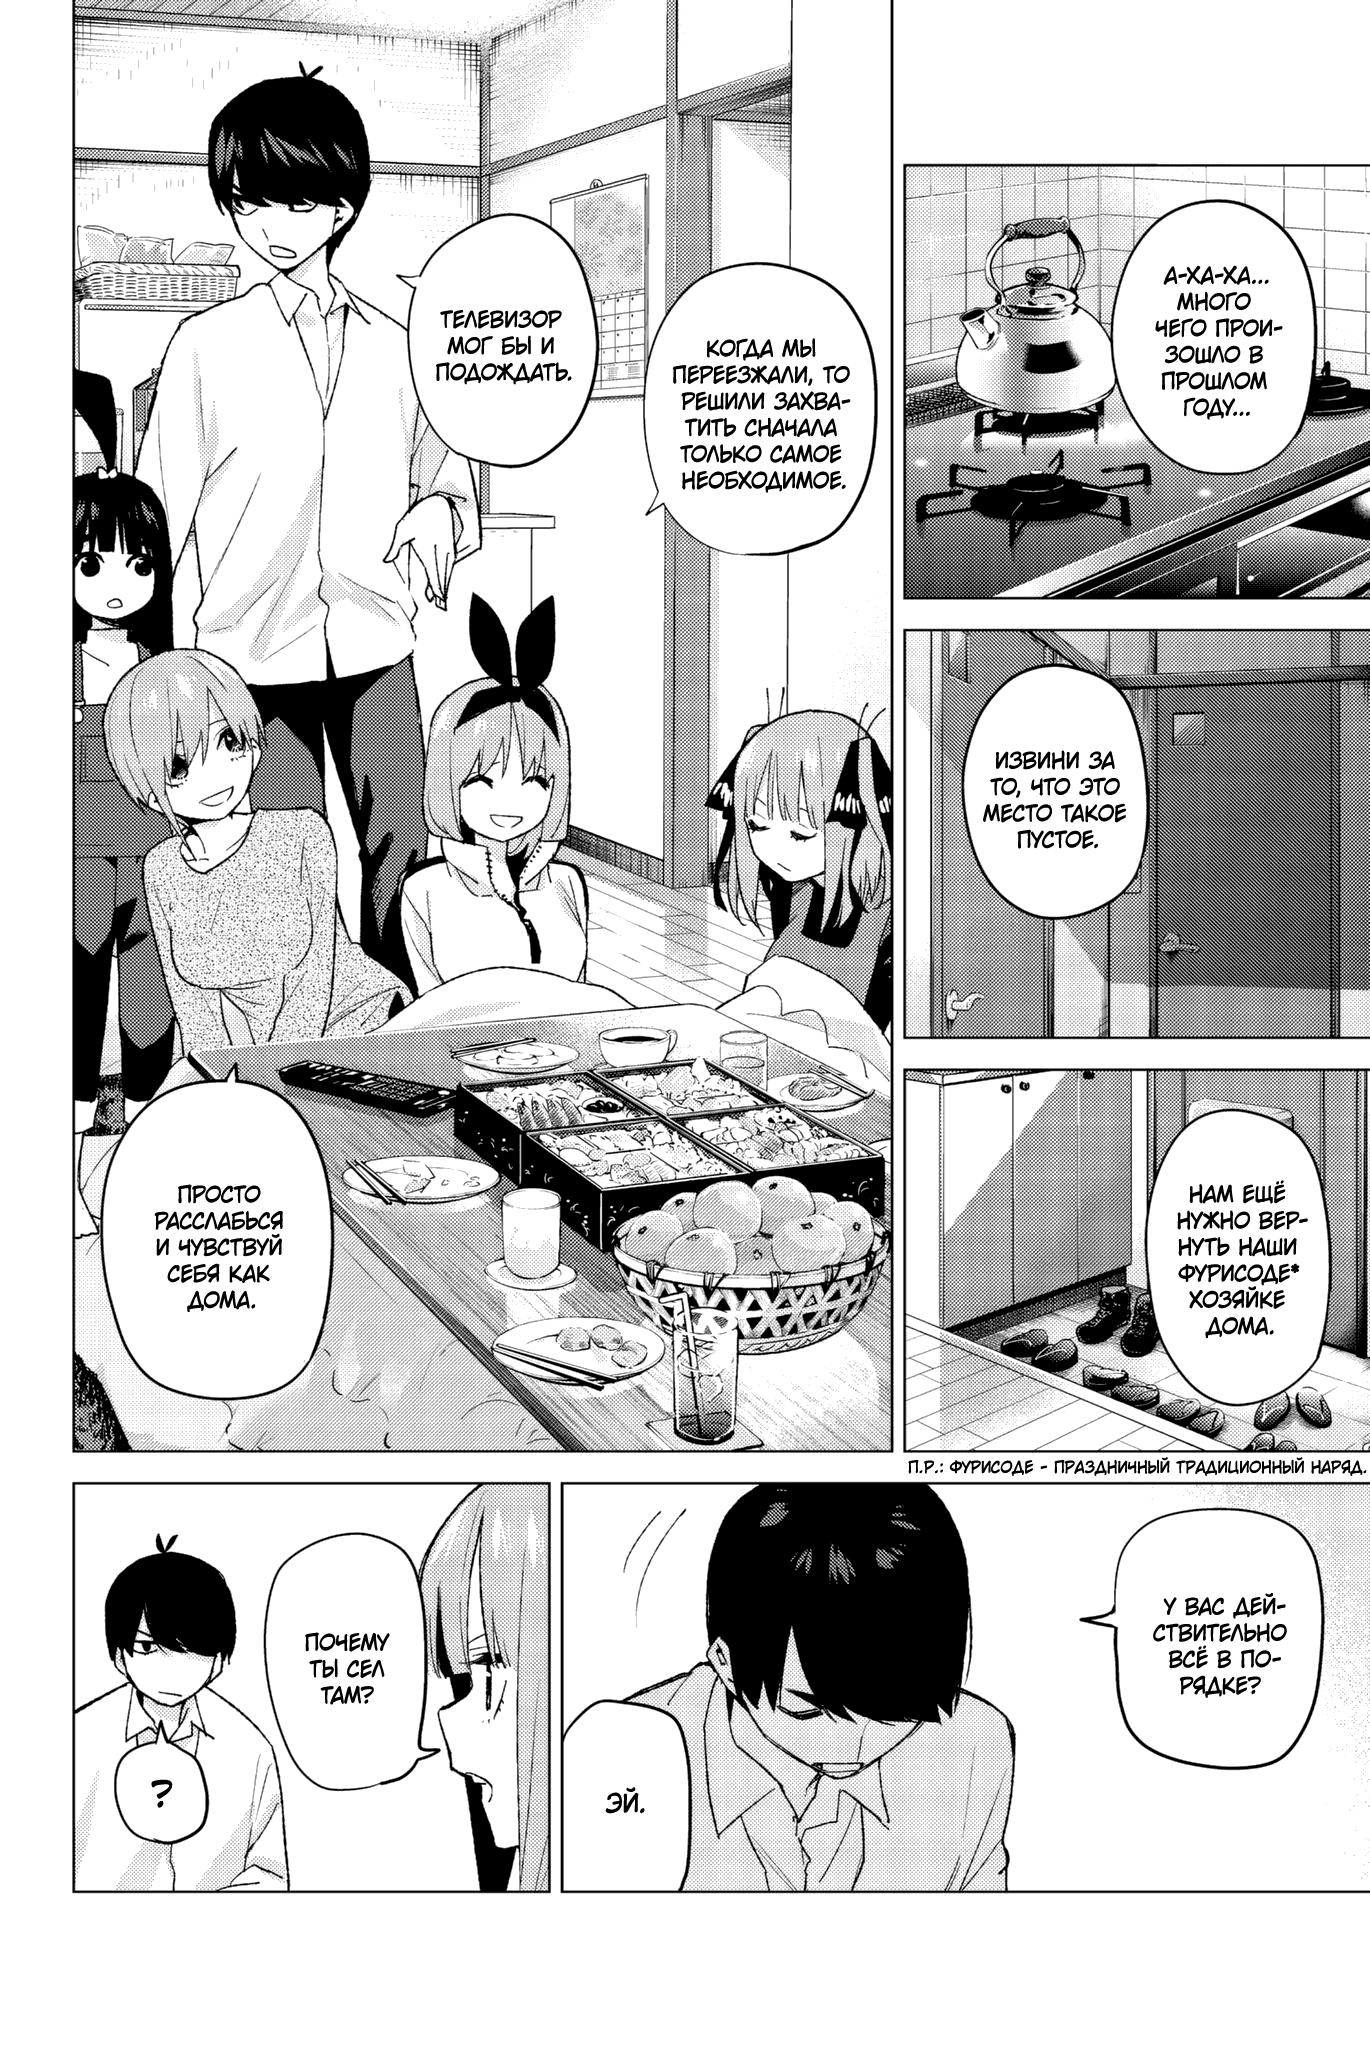 А-ХА-ХА...
МНОГО
ЧЕГО ПРОИ-
ЗОШЛО В
ПРОШЛОМ
ГОДУ...
ИЗВИНИ ЗА
ТО, ЧТО ЭТО
МЕСТО ТАКОЕ
ПУСТОЕ.
НАМ ЕЩЁ
НУЖНО ВЕР-
НУТЬ НАШИ
ФУРИСОДЕ*
ХОЗЯЙКЕ
ДОМА.
П.Р.: ФУРИСОДЕ - ПРАЗДНИЧНЫЙ ТРАДИЦИОННЫЙ НАРЯД.
КОГДА МЫ
ПЕРЕЕЗЖАЛИ, ТО
РЕШИЛИ ЗАХВА-
ТИТЬ СНАЧАЛА
ТОЛЬКО САМОЕ
НЕОБХОДИМОЕ.
ТЕЛЕВИЗОР
МОГ БЫ И
ПОДОЖДАТЬ.
ПРОСТО
РАССЛАБЬСЯ
И ЧУВСТВУЙ
СЕБЯ КАК
ДОМА.
У ВАС ДЕЙ-
СТВИТЕЛЬНО
ВСЁ В ПО-
РЯДКЕ?
ЭЙ.
ПОЧЕМУ
ТЫ СЕЛ
ТАМ?
?